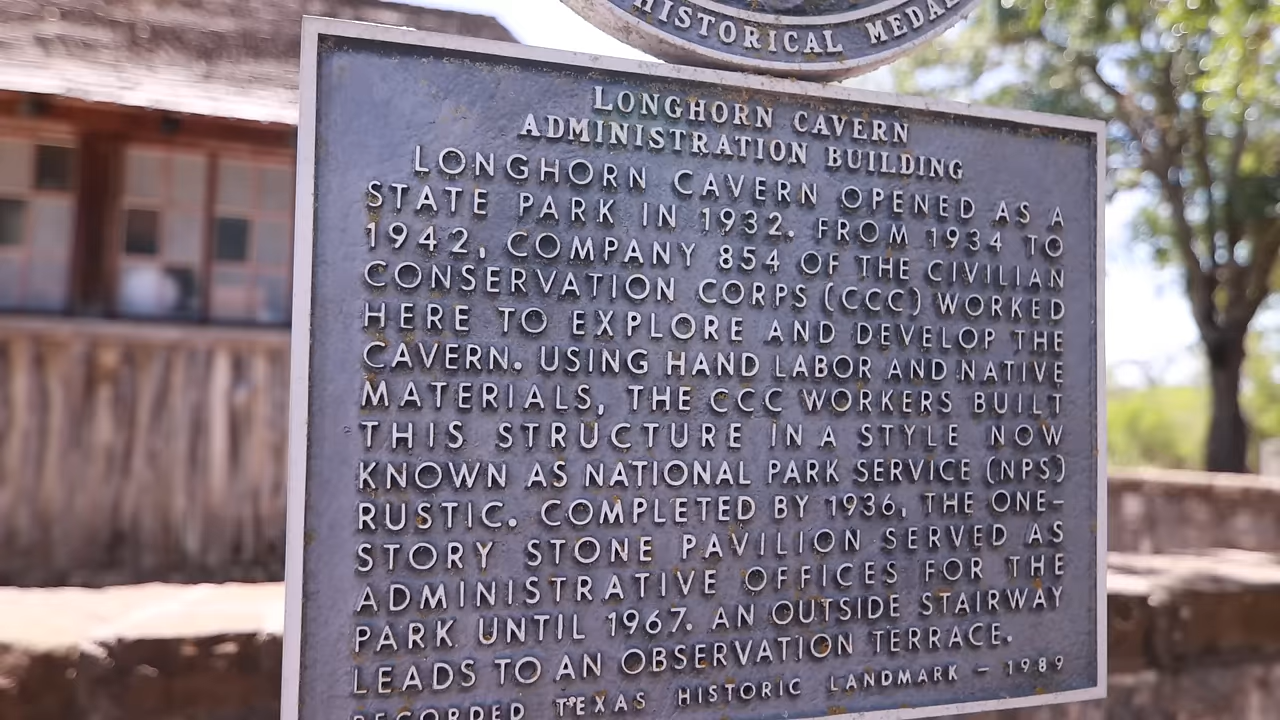 HISTORICAL MEDAL
LONGHORN CAVERN
ADMINISTRATION BUILDING
LONGHORN CAVERN OPENED AS A
STATE PARK IN 1932. FROM 1934 TO
1942, COMPANY 854 OF THE CIVILIAN
CONSERVATION CORPS (CCC) WORKED
HERE TO EXPLORE AND DEVELOP THE
CAVERN. USING HAND LABOR AND NATIVE
MATERIALS, THE CCC WORKERS BUILT
THIS STRUCTURE IN A STYLE NOW
KNOWN AS NATIONAL PARK SERVICE (NPS)
RUSTIC. COMPLETED BY 1936, THE ONE-
STORY STONE PAVILION SERVED AS
ADMINISTRATIVE OFFICES FOR THE
PARK UNTIL 1967. AN OUTSIDE STAIRWAY
LEADS TO AN OBSERVATION TERRACE.
RECORDED TEXAS HISTORIC LANDMARK – 1989